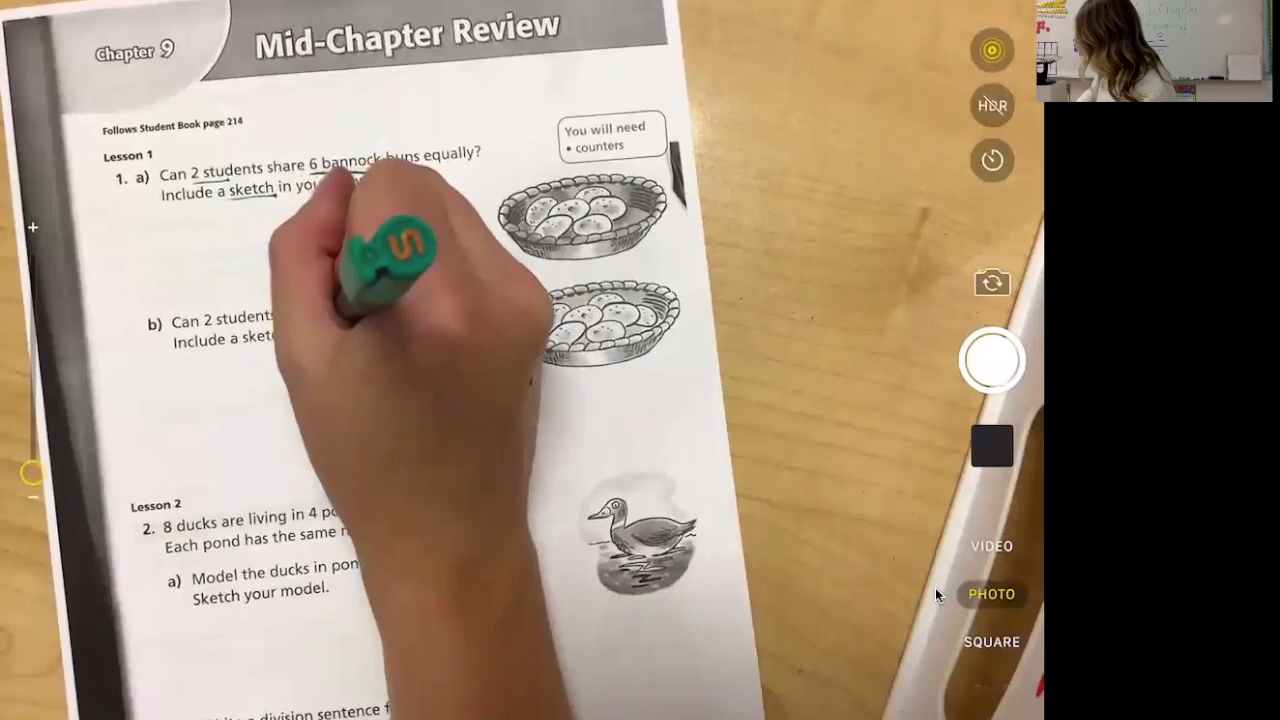 Chapter 9
Mid-Chapter Review
Follows Student Book page 214
Lesson 1
You will need
• counters
1. a) Can 2 students share 6 bannock buns equally?
Include a sketch in
b) Can 2 students
Include a
Lesson 2
2. 8 ducks are living in 4
Each pond has the same
a) Model the ducks in
Sketch your model.
division sentence
HDR
VIDEO
PHOTO
SQUARE